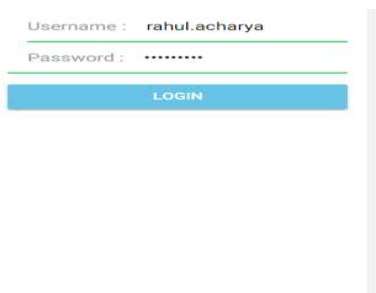 Username : rahul.acharya
Password : •••••••••
LOGIN